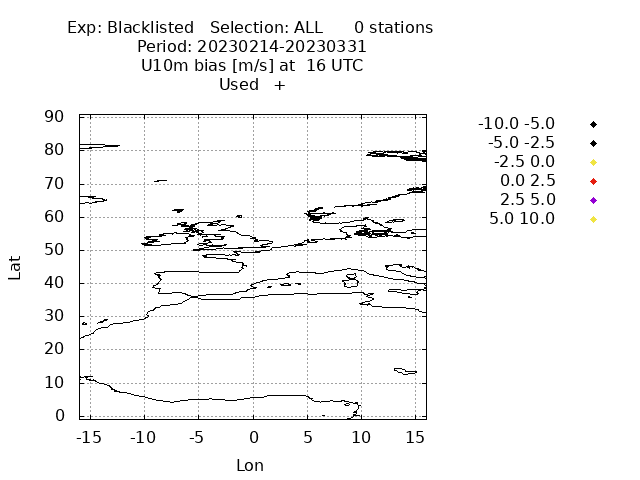 Exp: Blacklisted   Selection: ALL      0 stations
Period: 20230214-20230331
U10m bias [m/s] at  16 UTC
Used   +
-10.0 -5.0
-5.0 -2.5
-2.5 0.0
0.0 2.5
2.5 5.0
5.0 10.0
90
80
70
60
50
40
30
20
10
0
Lat
-15 -10 -5 0 5 10 15
Lon